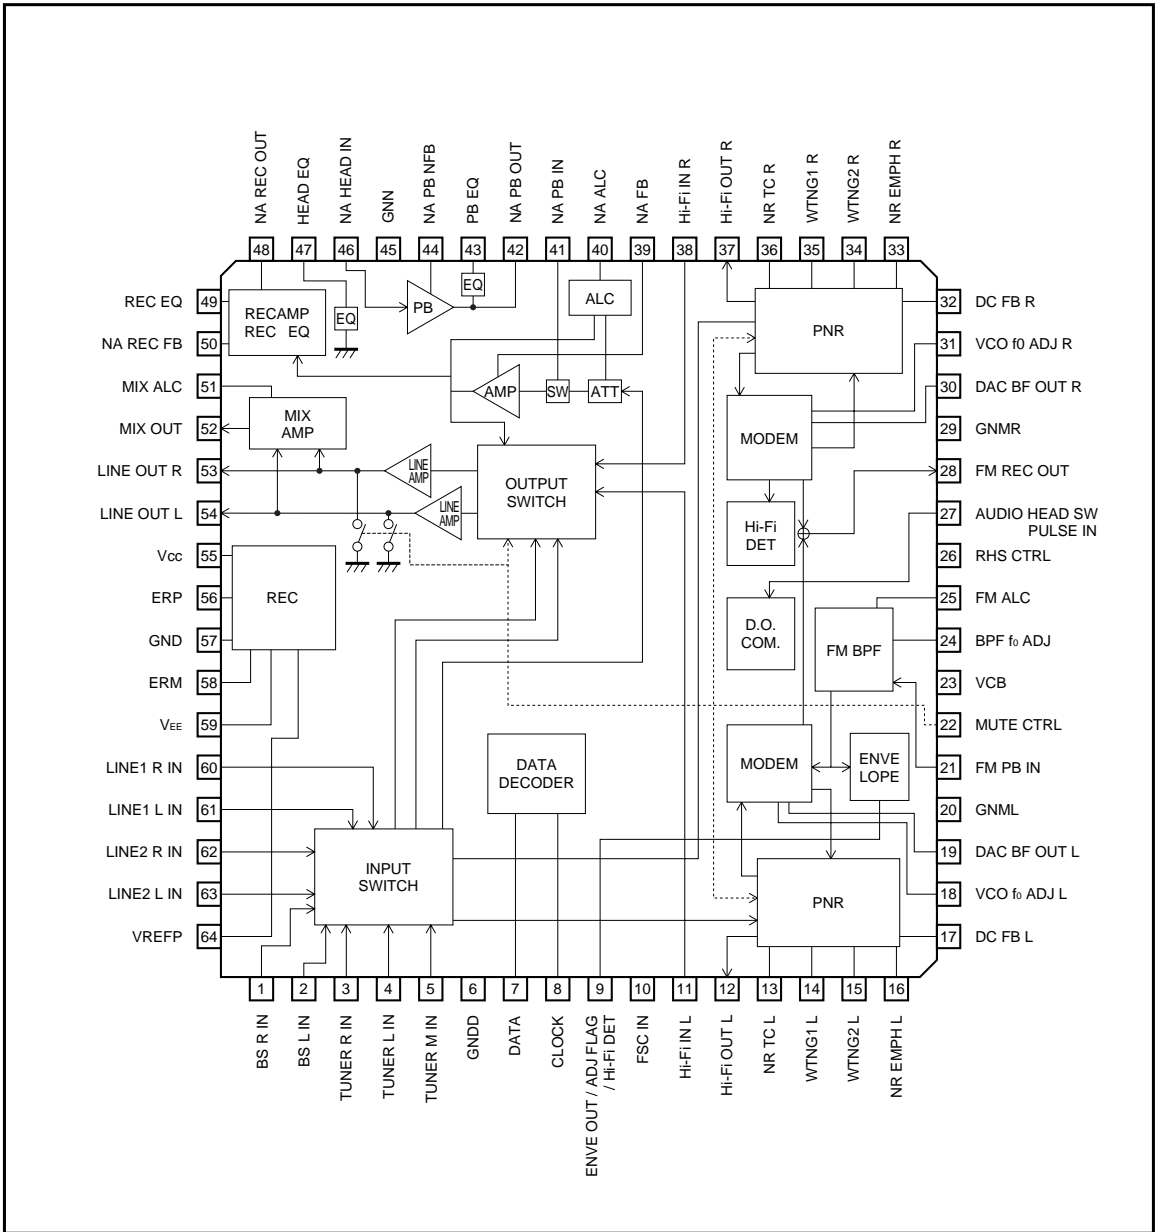 NA REC OUT
HEAD EQ
NA HEAD IN
GNN
NA PB NFB
PB EQ
NA PB OUT
NA PB IN
NA ALC
NA FB
Hi-Fi IN R
Hi-Fi OUT R
NR TC R
WTNG1 R
WTNG2 R
NR EMPH R
48
47
46
45
44
43
42
41
40
39
38
37
36
35
34
33
REC EQ
49
NA REC FB
50
MIX ALC
51
MIX OUT
52
LINE OUT R
53
LINE OUT L
54
Vcc
55
ERP
56
GND
57
ERM
58
VEE
59
LINE1 R IN
60
LINE1 L IN
61
LINE2 R IN
62
LINE2 L IN
63
VREFP
64
RECAMP
REC EQ
EQ
PB
EQ
ALC
AMP
SW
ATT
MIX
AMP
LINE
AMP
LINE
AMP
OUTPUT
SWITCH
REC
DATA
DECODER
INPUT
SWITCH
PNR
MODEM
Hi-Fi
DET
D.O.
COM.
FM BPF
MODEM
ENVE
LOPE
PNR
32
DC FB R
31
VCO f0 ADJ R
30
DAC BF OUT R
29
GNMR
28
FM REC OUT
27
AUDIO HEAD SW
PULSE IN
26
RHS CTRL
25
FM ALC
24
BPF f0 ADJ
23
VCB
22
MUTE CTRL
21
FM PB IN
20
GNML
19
DAC BF OUT L
18
VCO f0 ADJ L
17
DC FB L
1
2
3
4
5
6
7
8
9
10
11
12
13
14
15
16
BS R IN
BS L IN
TUNER R IN
TUNER L IN
TUNER M IN
GNDD
DATA
CLOCK
ENVE OUT / ADJ FLAG
/ Hi-Fi DET
FSC IN
Hi-Fi IN L
Hi-Fi OUT L
NR TC L
WTNG1 L
WTNG2 L
NR EMPH L